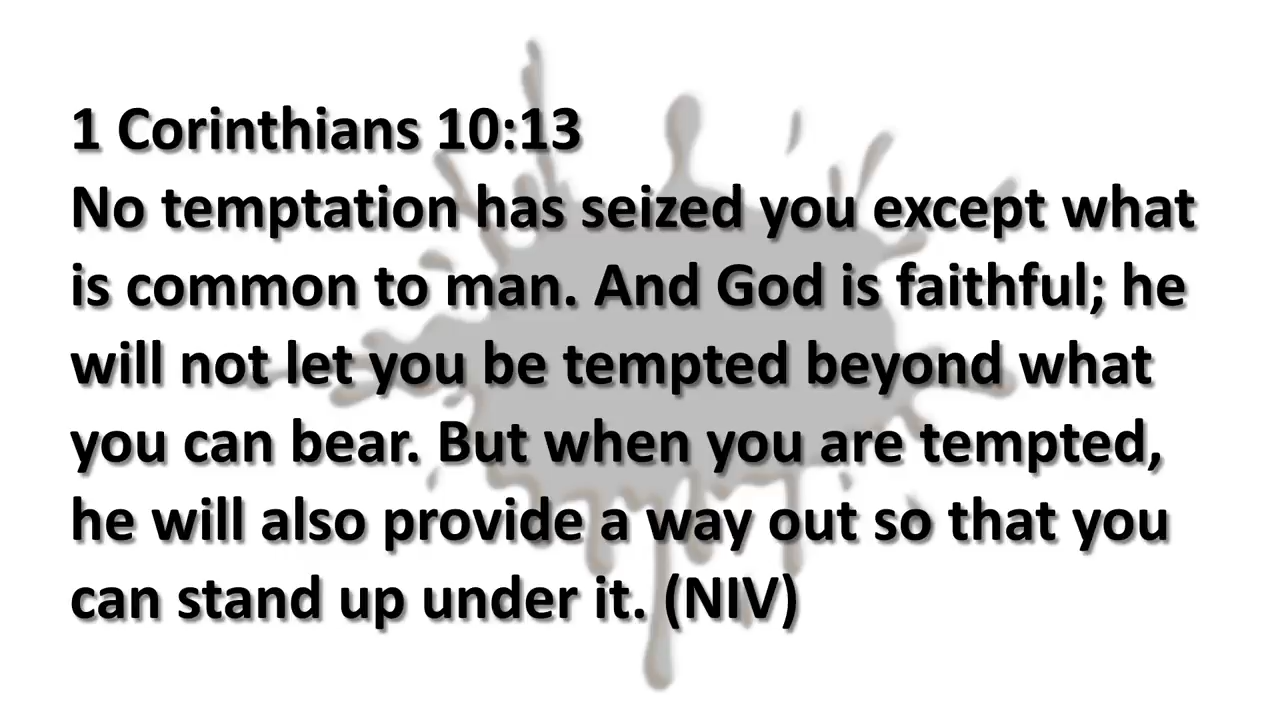 1 Corinthians 10:13
No temptation has seized you except what
is common to man. And God is faithful; he
will not let you be tempted beyond what
you can bear. But when you are tempted,
he will also provide a way out so that you
can stand up under it. (NIV)